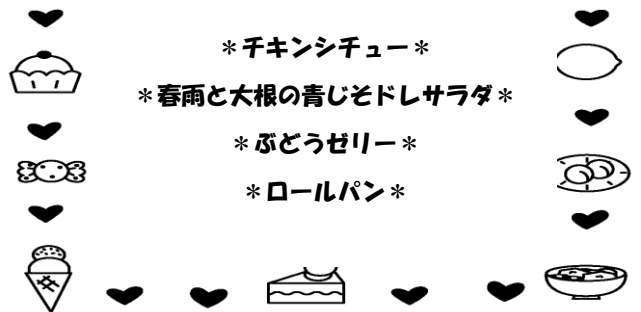 ＊チキンシチュー＊
＊春雨と大根の青じそドレサラダ＊
＊ぶどうゼリー＊
＊ロールパン＊